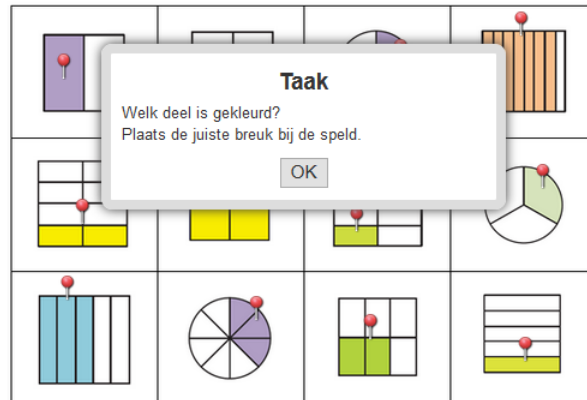 Taak
Welk deel is gekleurd?
Plaats de juiste breuk bij de speld.
OK